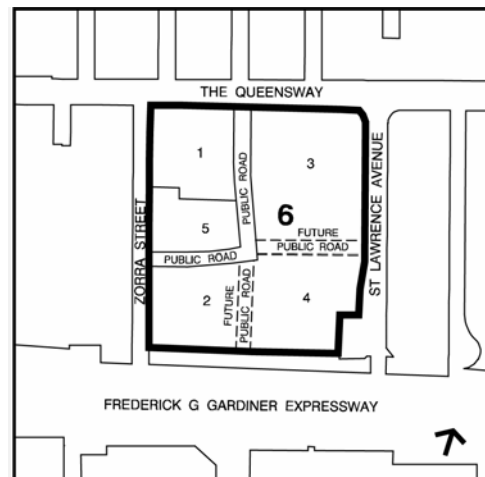 THE QUEENSWAY
1
PUBLIC ROAD
3
ST LAWRENCE AVENUE
ZORRA STREET
5
6
FUTURE
PUBLIC ROAD
PUBLIC ROAD
2
FUTURE
PUBLIC ROAD
4
FREDERICK G GARDINER EXPRESSWAY